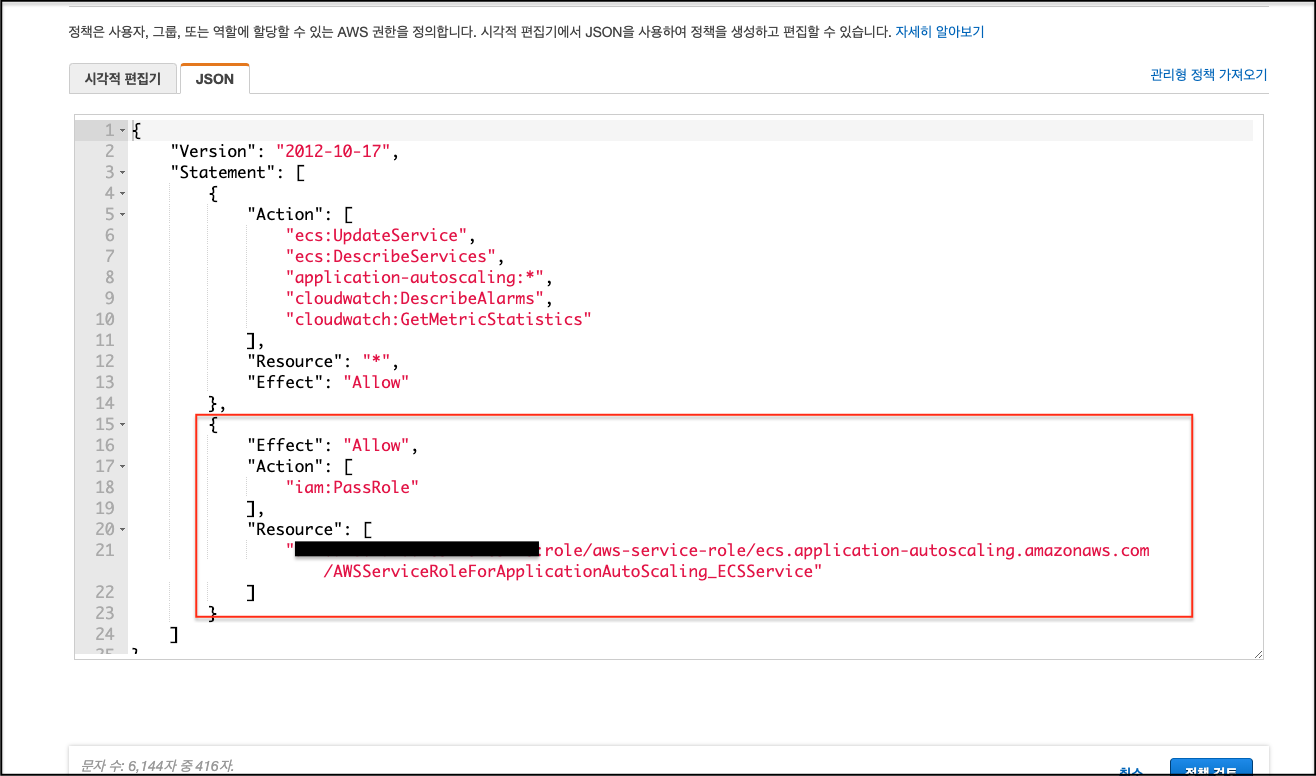 정책은 사용자, 그룹, 또는 역할에 할당할 수 있는 AWS 권한을 정의합니다. 시각적 편집기에서 JSON을 사용하여 정책을 생성하고 편집할 수 있습니다. 자세히 알아보기
시각적 편집기 JSON 관리형 정책 가져오기
1 {
2 "Version": "2012-10-17",
3 "Statement": [
4 {
5 "Action": [
6 "ecs:UpdateService",
7 "ecs:DescribeServices",
8 "application-autoscaling:*",
9 "cloudwatch:DescribeAlarms",
10 "cloudwatch:GetMetricStatistics"
11 ],
12 "Resource": "*",
13 "Effect": "Allow"
14 },
15 {
16 "Effect": "Allow",
17 "Action": [
18 "iam:PassRole"
19 ],
20 "Resource": [
21 ":role/aws-service-role/ecs.application-autoscaling.amazonaws.com
/AWSServiceRoleForApplicationAutoScaling_ECSService"
22 ]
23 }
24 ]
25 }
문자 수: 6,144자 중 416자.
취소 정책 검토